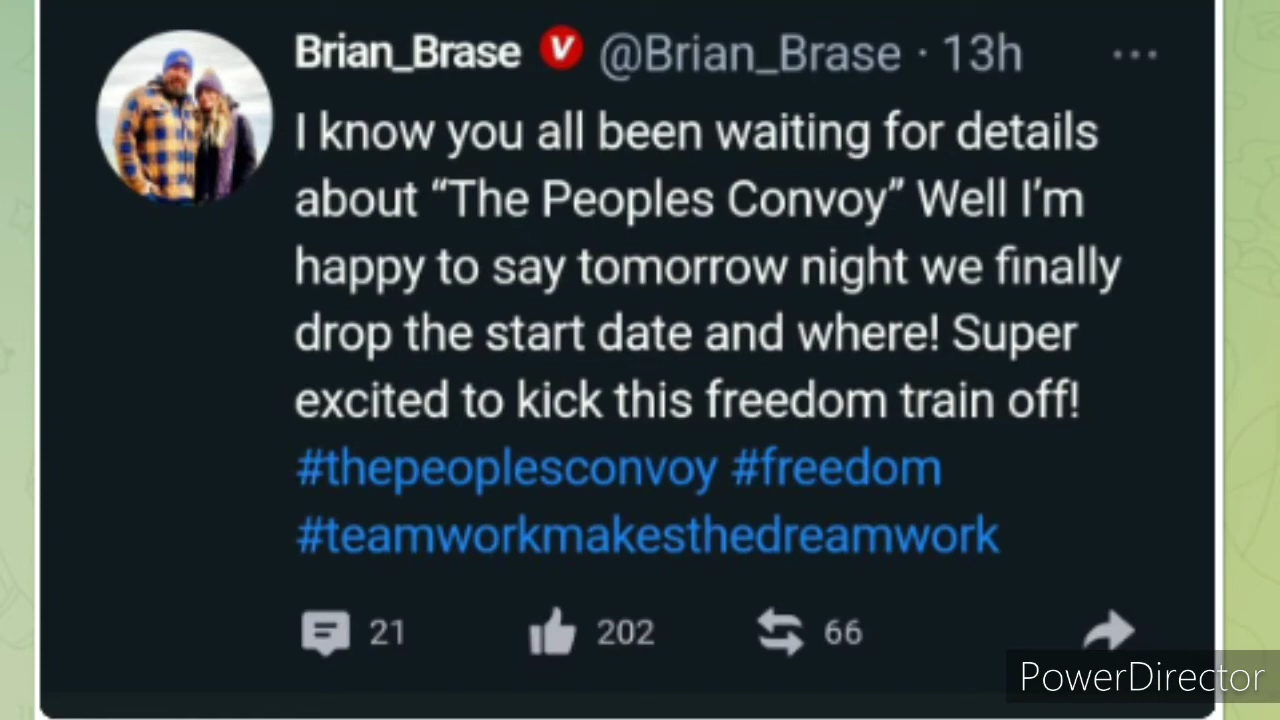 Brian_Brase V @Brian_Brase · 13h ...
I know you all been waiting for details
about “The Peoples Convoy” Well I’m
happy to say tomorrow night we finally
drop the start date and where! Super
excited to kick this freedom train off!
#thepeoplesconvoy #freedom
#teamworkmakesthedreamwork
21 202 66
PowerDirector